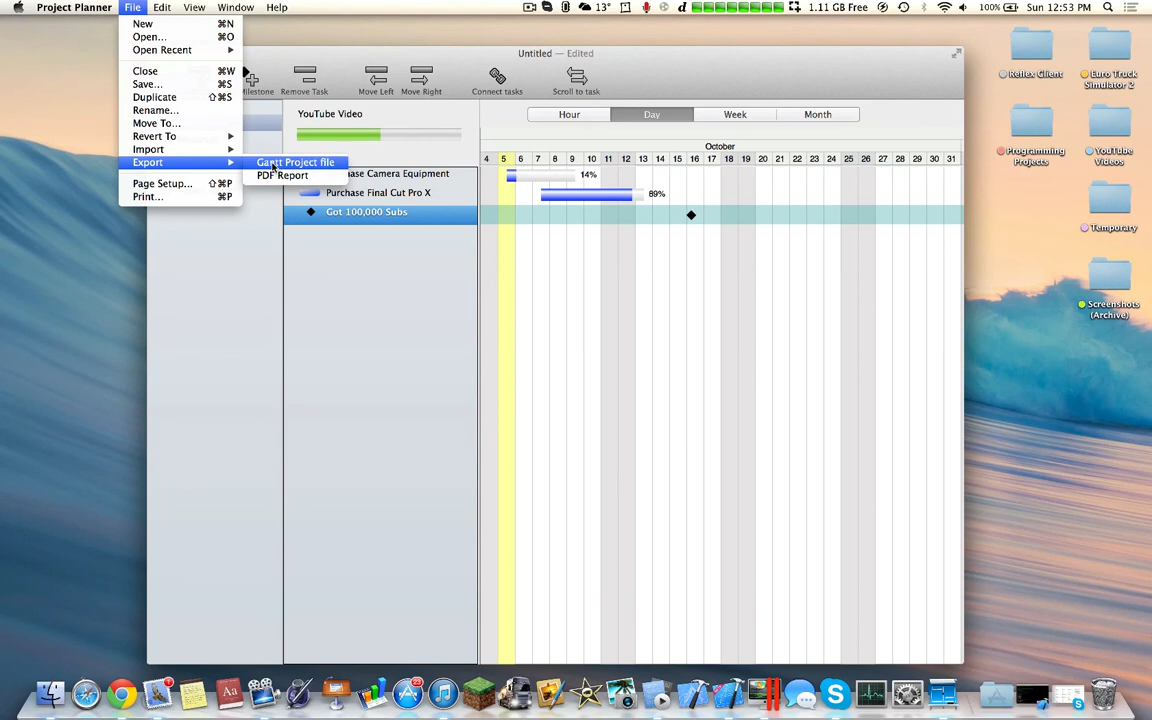 Project Planner File Edit View Window Help 13° 1.11 GB Free 100% Sun 12:53 PM
New ⌘N
Open... ⌘O
Open Recent
Close ⌘W
Save... ⌘S
Duplicate ⇧⌘S
Rename...
Move To...
Revert To
Import
Export
Page Setup... ⇧⌘P
Print... ⌘P
Gantt Project file
PDF Report
Untitled — Edited
Remove Task Move Left Move Right Connect tasks Scroll to task
YouTube Video
Hour Day Week Month
October
4 5 6 7 8 9 10 11 12 13 14 15 16 17 18 19 20 21 22 23 24 25 26 27 28 29 30 31
Camera Equipment 14%
Purchase Final Cut Pro X 89%
Got 100,000 Subs
Reflex Client
Euro Truck
Simulator 2
Programming
Projects
YouTube
Videos
Temporary
Screenshots
(Archive)